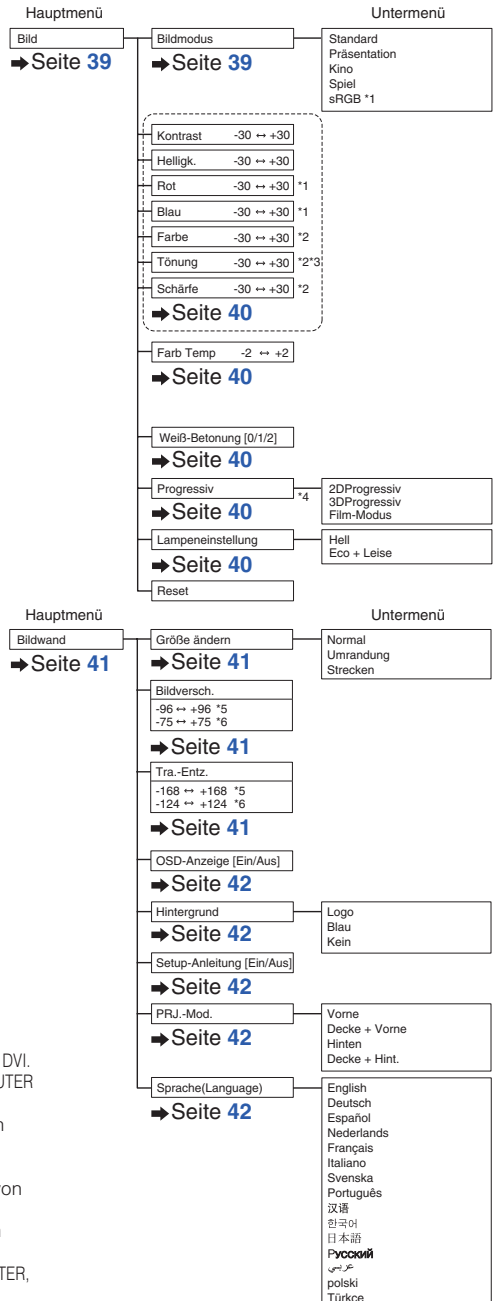 Hauptmenü Untermenü
Bild Bildmodus Standard
➡Seite 39 ➡Seite 39 Präsentation
Kino
Spiel
sRGB *1
Kontrast -30 ↔ +30
Helligk. -30 ↔ +30
Rot -30 ↔ +30 *1
Blau -30 ↔ +30 *1
Farbe -30 ↔ +30 *2
Tönung -30 ↔ +30 *2*3
Schärfe -30 ↔ +30 *2
➡Seite 40
Farb Temp -2 ↔ +2
➡Seite 40
Weiß-Betonung [0/1/2]
➡Seite 40
Progressiv *4 2DProgressiv
➡Seite 40 3DProgressiv
Film-Modus
Lampeneinstellung Hell
➡Seite 40 Eco + Leise
Reset
Hauptmenü Untermenü
Bildwand Größe ändern Normal
➡Seite 41 ➡Seite 41 Umrandung
Strecken
Bildversch.
-96 ↔ +96 *5
-75 ↔ +75 *6
➡Seite 41
Tra.-Entz.
-168 ↔ +168 *5
-124 ↔ +124 *6
➡Seite 41
OSD-Anzeige [Ein/Aus]
➡Seite 42
Hintergrund Logo
➡Seite 42 Blau
Kein
Setup-Anleitung [Ein/Aus]
➡Seite 42
PRJ.-Mod. Vorne
➡Seite 42 Decke + Vorne
Hinten
Decke + Hint.
Sprache(Language) English
➡Seite 42 Deutsch
Español
Nederlands
Français
Italiano
Svenska
Português
汉语
한국어
日本語
Русский
عربي
polski
Türkçe
DVI.
UTER
n
von
n
TER,